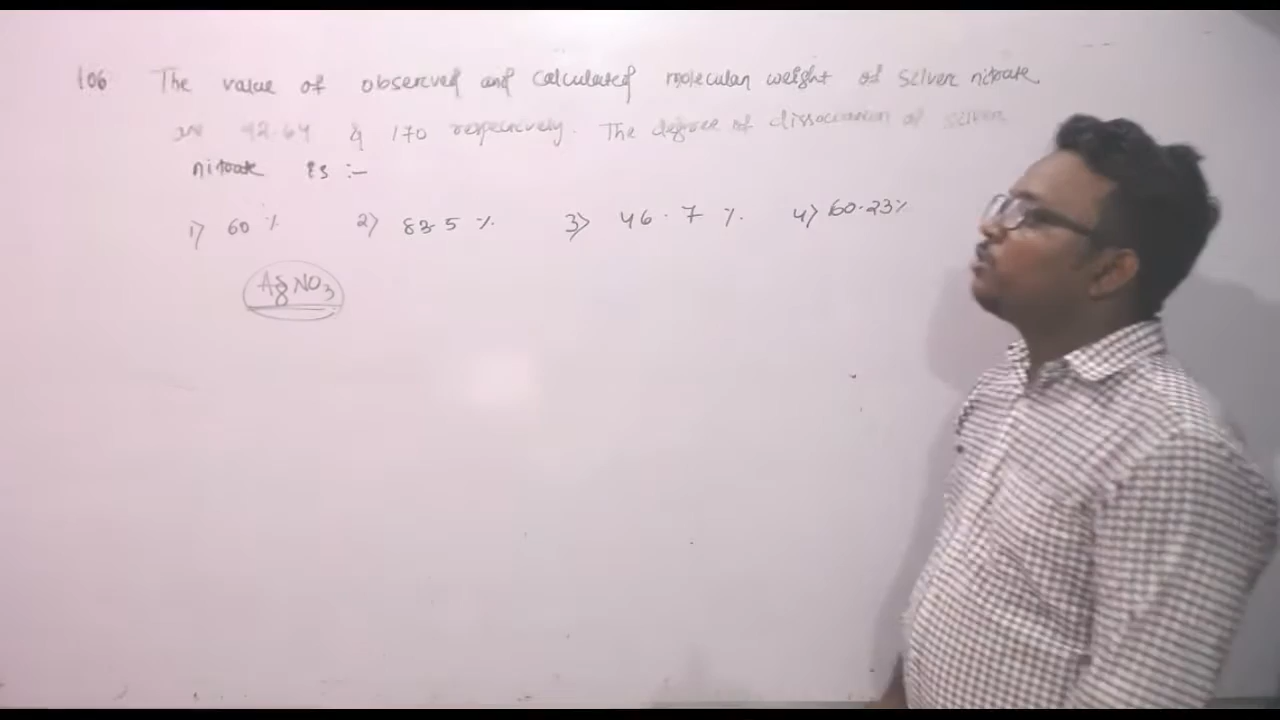 106 The value of observed and calculated molecular weight of silver nitrate
are 92.64 & 170 respectively. The degree of dissociation of silver
nitrate is :-
1) 60 % 2) 83.5 % 3) 46.7 % 4) 60.23%
AgNO3